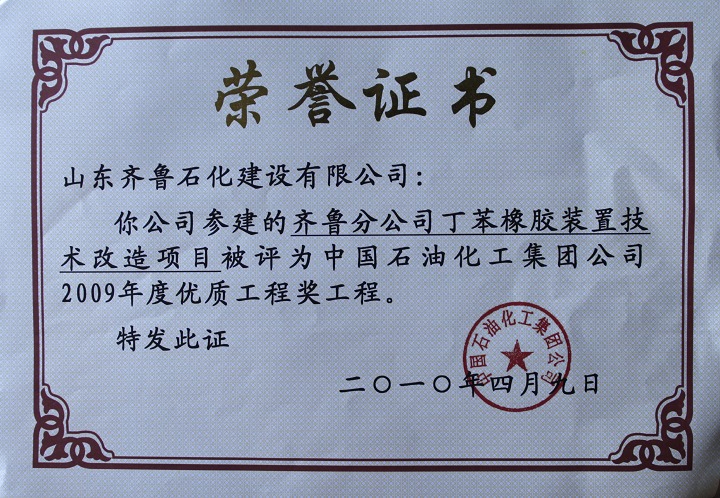 荣誉证书
山东齐鲁石化建设有限公司：
你公司参建的齐鲁分公司丁苯橡胶装置技
术改造项目被评为中国石油化工集团公司
2009年度优质工程奖工程。
特发此证
中国石油化工集团公司
二〇一〇年四月九日